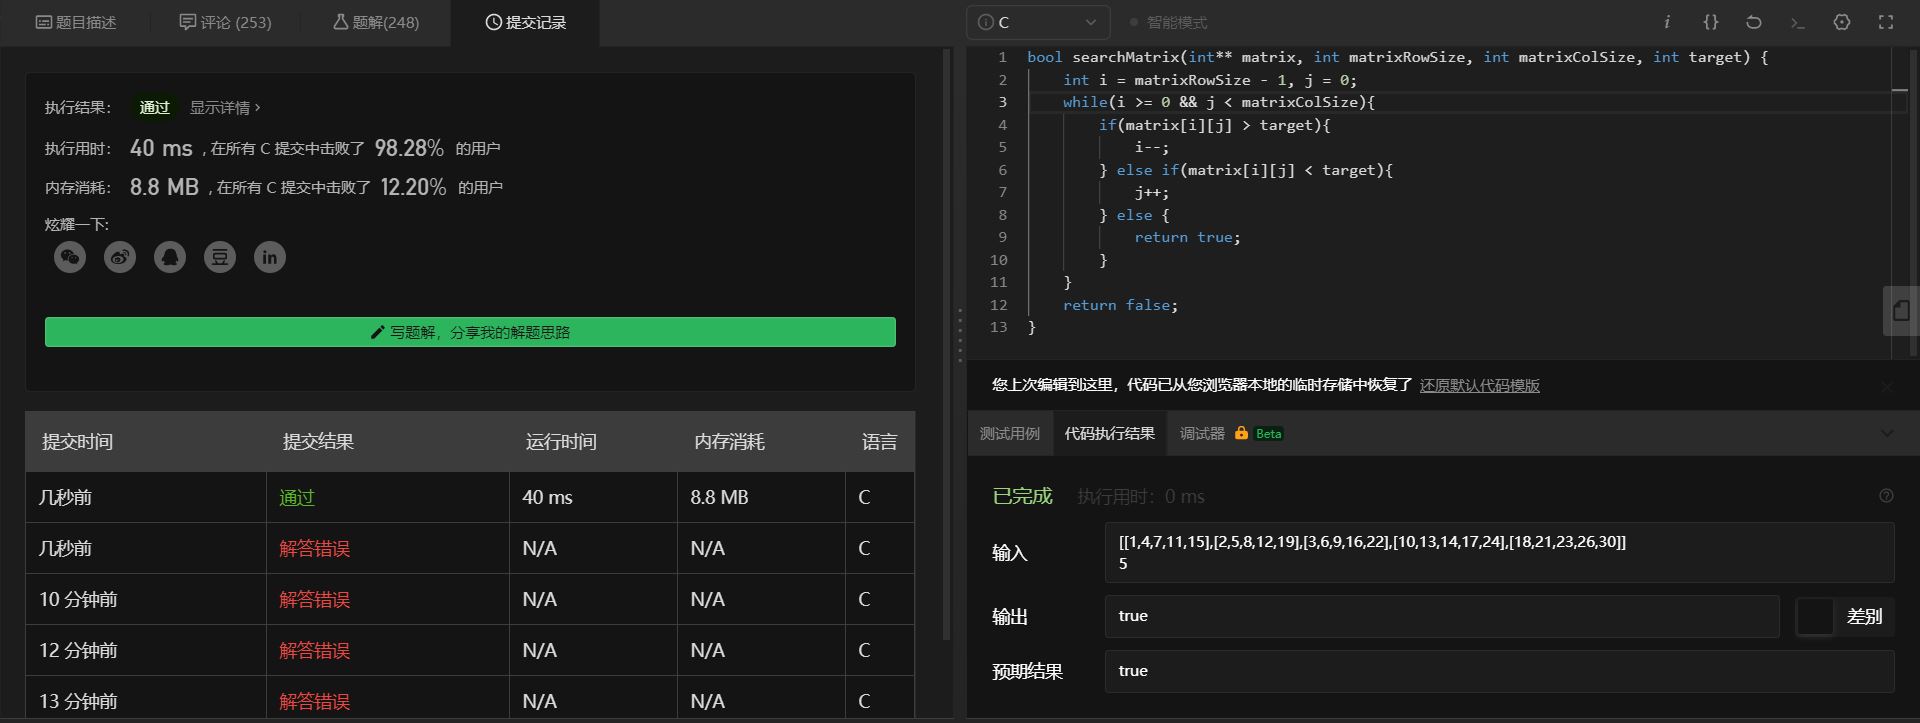 题目描述
评论 (253)
题解(248)
提交记录
执行结果：
通过
显示详情 ›
执行用时：
40 ms
, 在所有 C 提交中击败了
98.28%
的用户
内存消耗：
8.8 MB
, 在所有 C 提交中击败了
12.20%
的用户
炫耀一下:
写题解，分享我的解题思路
提交时间
提交结果
运行时间
内存消耗
语言
几秒前
通过
40 ms
8.8 MB
C
几秒前
解答错误
N/A
N/A
C
10 分钟前
解答错误
N/A
N/A
C
12 分钟前
解答错误
N/A
N/A
C
13 分钟前
解答错误
N/A
N/A
C
C
智能模式
1 bool searchMatrix(int** matrix, int matrixRowSize, int matrixColSize, int target) {
2     int i = matrixRowSize - 1, j = 0;
3     while(i >= 0 && j < matrixColSize){
4         if(matrix[i][j] > target){
5             i--;
6         } else if(matrix[i][j] < target){
7             j++;
8         } else {
9             return true;
10         }
11     }
12     return false;
13 }
您上次编辑到这里，代码已从您浏览器本地的临时存储中恢复了 还原默认代码模版
测试用例
代码执行结果
调试器
Beta
已完成
执行用时：0 ms
输入
[[1,4,7,11,15],[2,5,8,12,19],[3,6,9,16,22],[10,13,14,17,24],[18,21,23,26,30]]
5
输出
true
差别
预期结果
true